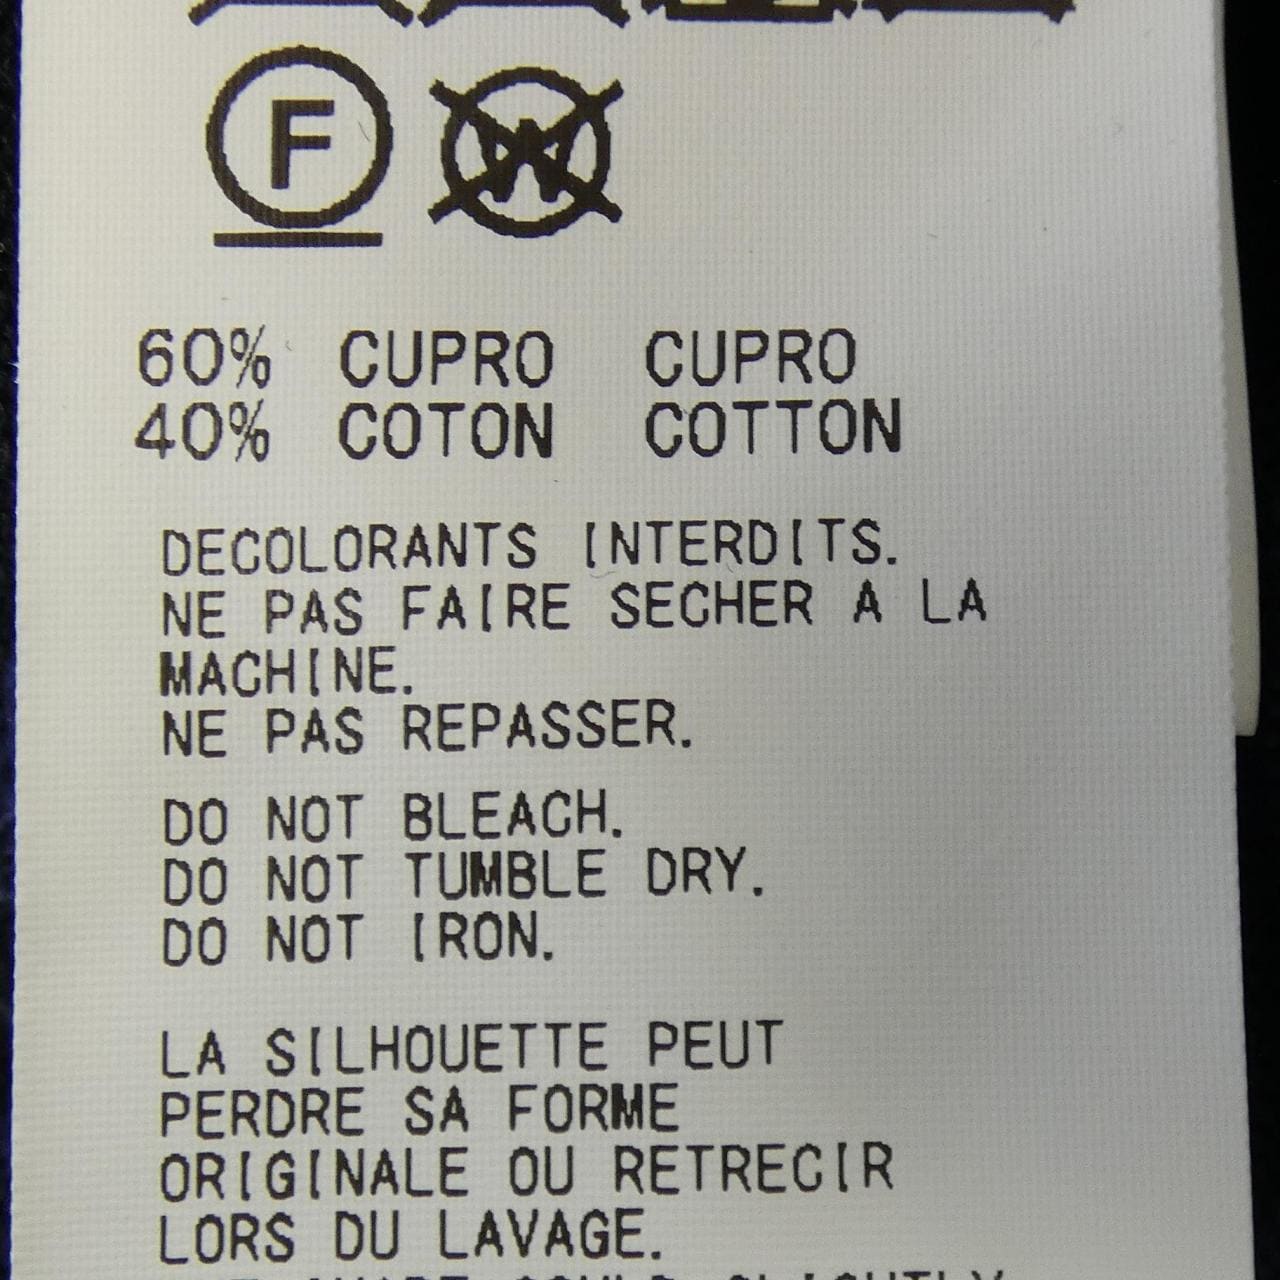 F W
60% CUPRO CUPRO
40% COTON COTTON
DECOLORANTS INTERDITS.
NE PAS FAIRE SECHER A LA
MACHINE.
NE PAS REPASSER.
DO NOT BLEACH.
DO NOT TUMBLE DRY.
DO NOT IRON.
LA SILHOUETTE PEUT
PERDRE SA FORME
ORIGINALE OU RETRECIR
LORS DU LAVAGE.